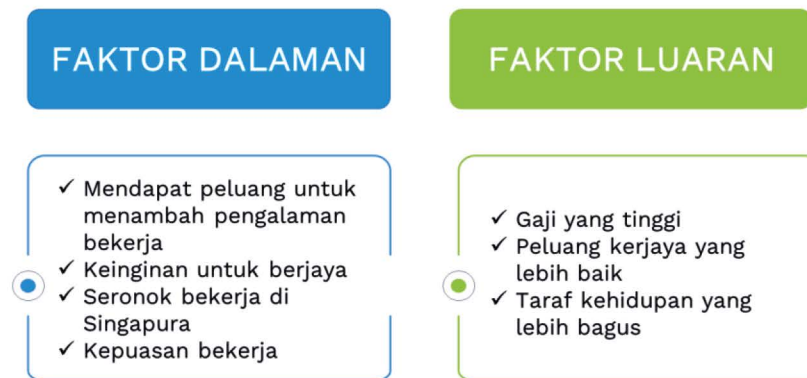 FAKTOR DALAMAN
✓ Mendapat peluang untuk
menambah pengalaman
bekerja
✓ Keinginan untuk berjaya
✓ Seronok bekerja di
Singapura
✓ Kepuasan bekerja
FAKTOR LUARAN
✓ Gaji yang tinggi
✓ Peluang kerjaya yang
lebih baik
✓ Taraf kehidupan yang
lebih bagus